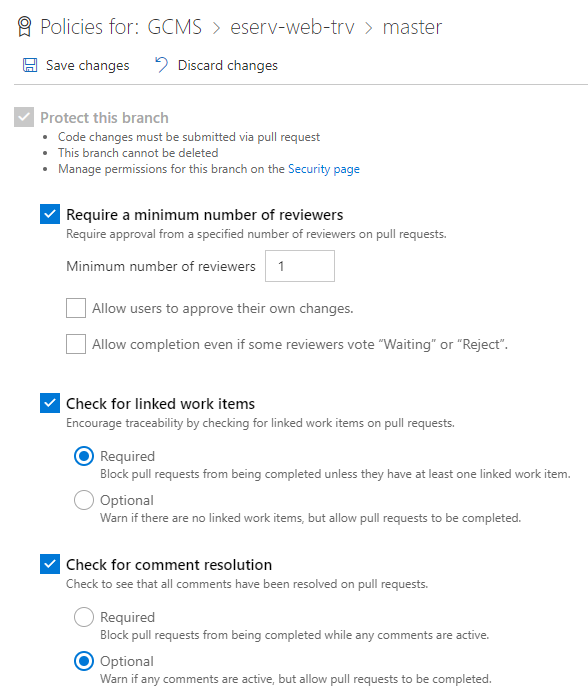 Policies for: GCMS > eserv-web-trv > master
Save changes Discard changes
Protect this branch
• Code changes must be submitted via pull request
• This branch cannot be deleted
• Manage permissions for this branch on the Security page
Require a minimum number of reviewers
Require approval from a specified number of reviewers on pull requests.
Minimum number of reviewers 1
Allow users to approve their own changes.
Allow completion even if some reviewers vote “Waiting” or “Reject”.
Check for linked work items
Encourage traceability by checking for linked work items on pull requests.
Required
Block pull requests from being completed unless they have at least one linked work item.
Optional
Warn if there are no linked work items, but allow pull requests to be completed.
Check for comment resolution
Check to see that all comments have been resolved on pull requests.
Required
Block pull requests from being completed while any comments are active.
Optional
Warn if any comments are active, but allow pull requests to be completed.